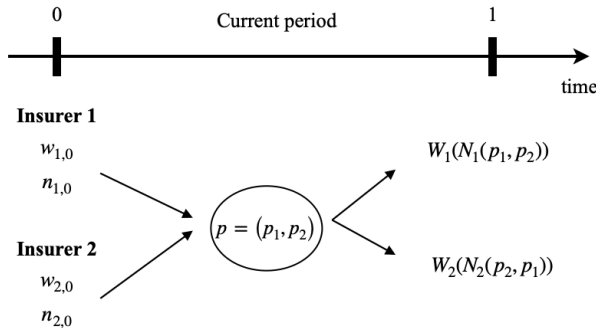 0 Current period 1
time
Insurer 1
w₁,₀
n₁,₀
W₁(N₁(p₁, p₂))
p = (p₁, p₂)
Insurer 2
w₂,₀
n₂,₀
W₂(N₂(p₂, p₁))